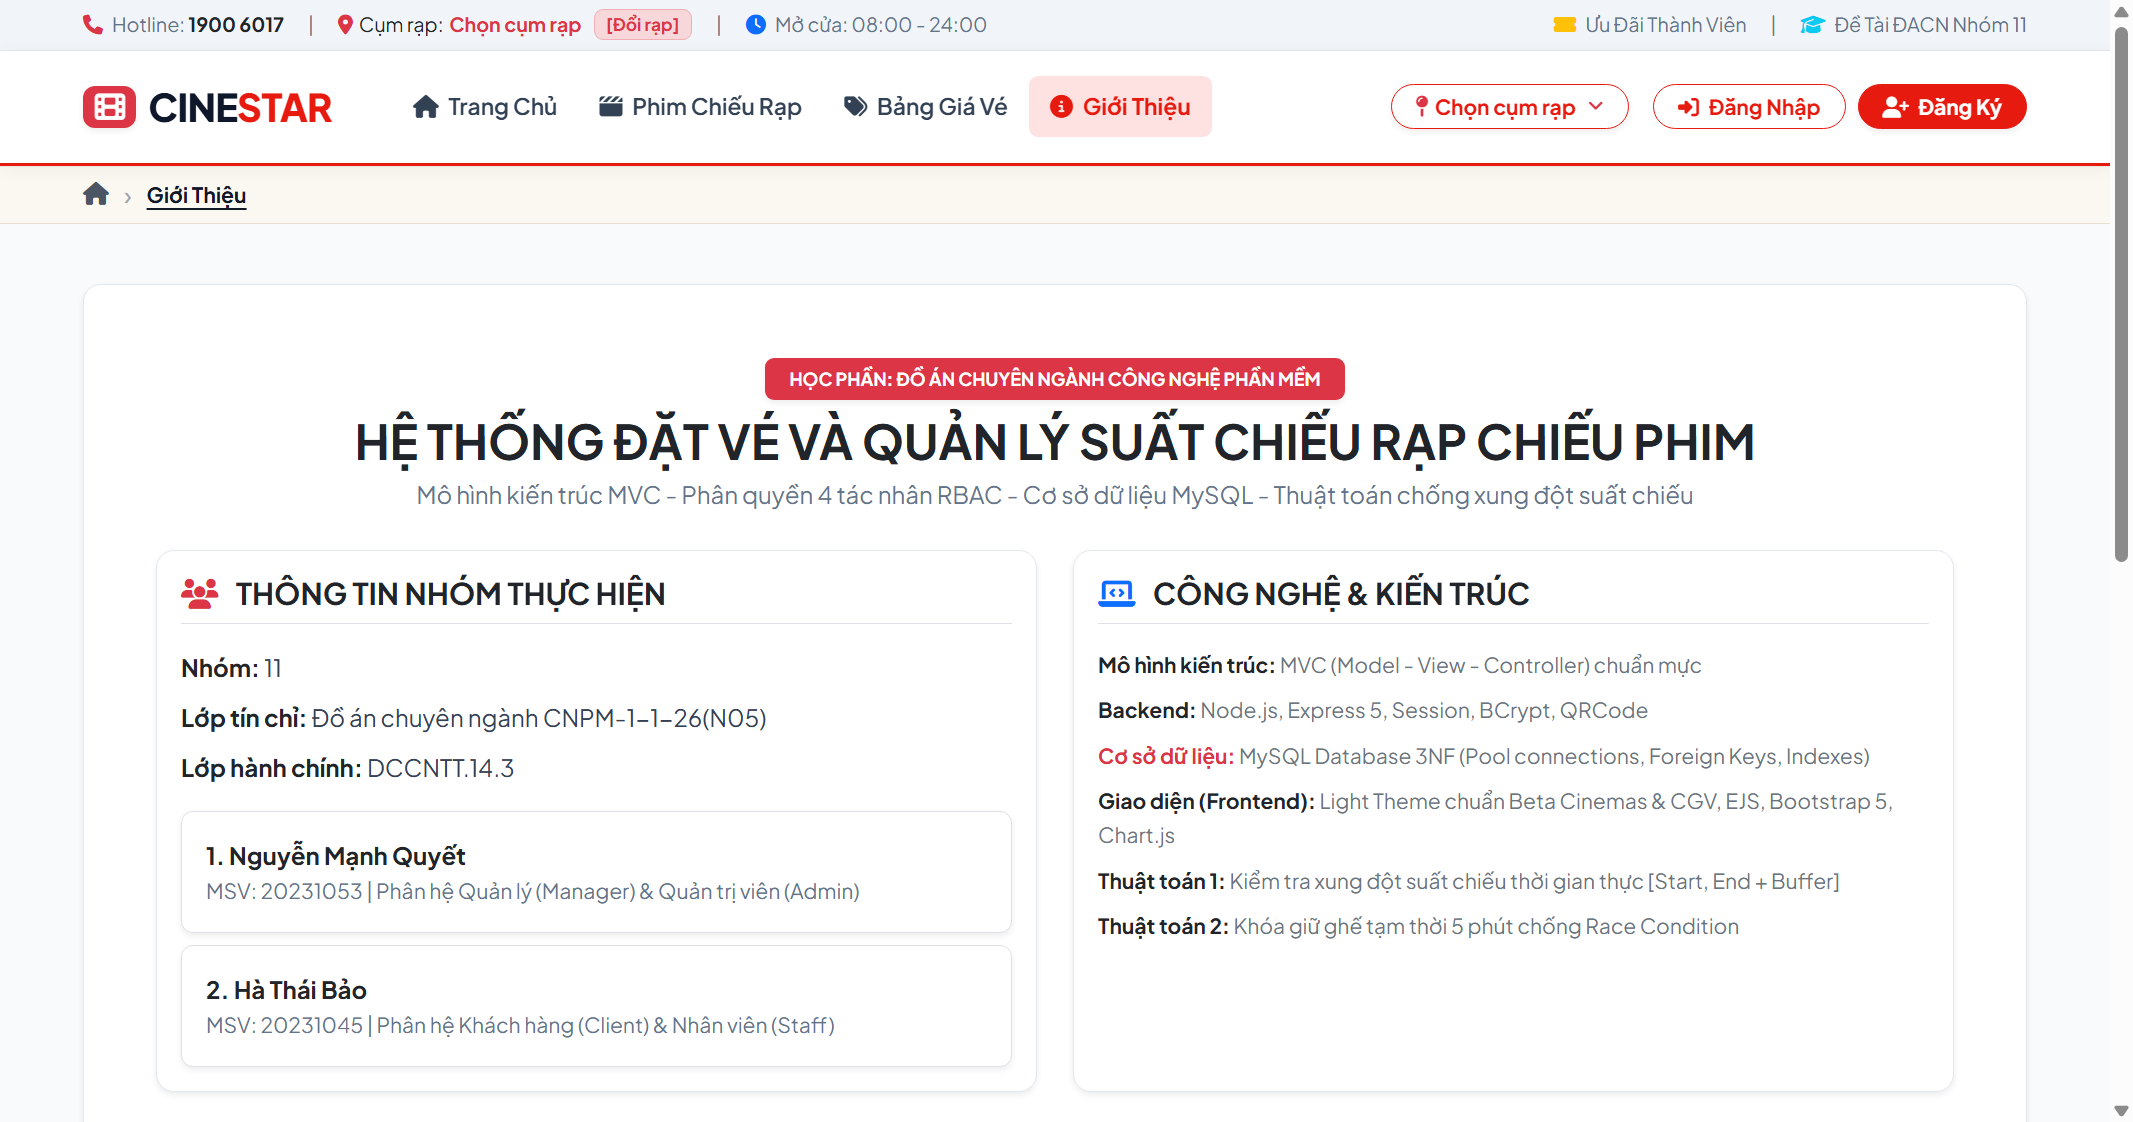 Hotline: 1900 6017 | Cụm rạp: Chọn cụm rạp [Đổi rạp] | Mở cửa: 08:00 - 24:00
Ưu Đãi Thành Viên | Đề Tài ĐACN Nhóm 11
CINESTAR
Trang Chủ
Phim Chiếu Rạp
Bảng Giá Vé
Giới Thiệu
Chọn cụm rạp
Đăng Nhập
Đăng Ký
› Giới Thiệu
HỌC PHẦN: ĐỒ ÁN CHUYÊN NGÀNH CÔNG NGHỆ PHẦN MỀM
HỆ THỐNG ĐẶT VÉ VÀ QUẢN LÝ SUẤT CHIẾU RẠP CHIẾU PHIM
Mô hình kiến trúc MVC - Phân quyền 4 tác nhân RBAC - Cơ sở dữ liệu MySQL - Thuật toán chống xung đột suất chiếu
THÔNG TIN NHÓM THỰC HIỆN
Nhóm: 11
Lớp tín chỉ: Đồ án chuyên ngành CNPM-1-1-26(N05)
Lớp hành chính: DCCNTT.14.3
1. Nguyễn Mạnh Quyết
MSV: 20231053 | Phân hệ Quản lý (Manager) & Quản trị viên (Admin)
2. Hà Thái Bảo
MSV: 20231045 | Phân hệ Khách hàng (Client) & Nhân viên (Staff)
CÔNG NGHỆ & KIẾN TRÚC
Mô hình kiến trúc: MVC (Model - View - Controller) chuẩn mực
Backend: Node.js, Express 5, Session, BCrypt, QRCode
Cơ sở dữ liệu: MySQL Database 3NF (Pool connections, Foreign Keys, Indexes)
Giao diện (Frontend): Light Theme chuẩn Beta Cinemas & CGV, EJS, Bootstrap 5,
Chart.js
Thuật toán 1: Kiểm tra xung đột suất chiếu thời gian thực [Start, End + Buffer]
Thuật toán 2: Khóa giữ ghế tạm thời 5 phút chống Race Condition